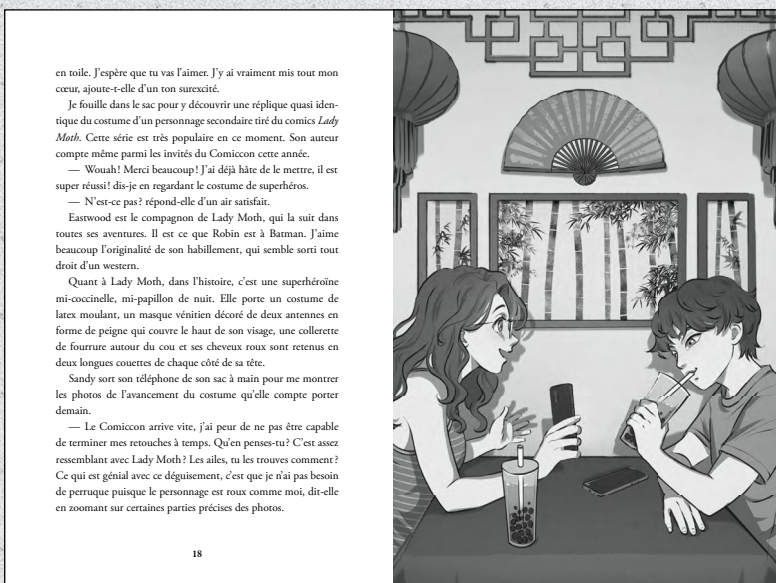 en toile. J'espère que tu vas l'aimer. J'y ai vraiment mis tout mon
cœur, ajoute-t-elle d'un ton surexcité.
Je fouille dans le sac pour y découvrir une réplique quasi iden-
tique du costume d'un personnage secondaire tiré du comics Lady
Moth. Cette série est très populaire en ce moment. Son auteur
compte même parmi les invités du Comiccon cette année.
— Wouah ! Merci beaucoup ! J'ai déjà hâte de le mettre, il est
super réussi ! dis-je en regardant le costume de superhéros.
— N'est-ce pas ? répond-elle d'un air satisfait.
Eastwood est le compagnon de Lady Moth, qui la suit dans
toutes ses aventures. Il est ce que Robin est à Batman. J'aime
beaucoup l'originalité de son habillement, qui semble sorti tout
droit d'un western.
Quant à Lady Moth, dans l'histoire, c'est une superhéroïne
mi-coccinelle, mi-papillon de nuit. Elle porte un costume de
latex moulant, un masque vénitien décoré de deux antennes en
forme de peigne qui couvre le haut de son visage, une collerette
de fourrure autour du cou et ses cheveux roux sont retenus en
deux longues couettes de chaque côté de sa tête.
Sandy sort son téléphone de son sac à main pour me montrer
les photos de l'avancement du costume qu'elle compte porter
demain.
— Le Comiccon arrive vite, j'ai peur de ne pas être capable
de terminer mes retouches à temps. Qu'en penses-tu ? C'est assez
ressemblant avec Lady Moth ? Les ailes, tu les trouves comment ?
Ce qui est génial avec ce déguisement, c'est que je n'ai pas besoin
de perruque puisque le personnage est roux comme moi, dit-elle
en zoomant sur certaines parties précises des photos.
18